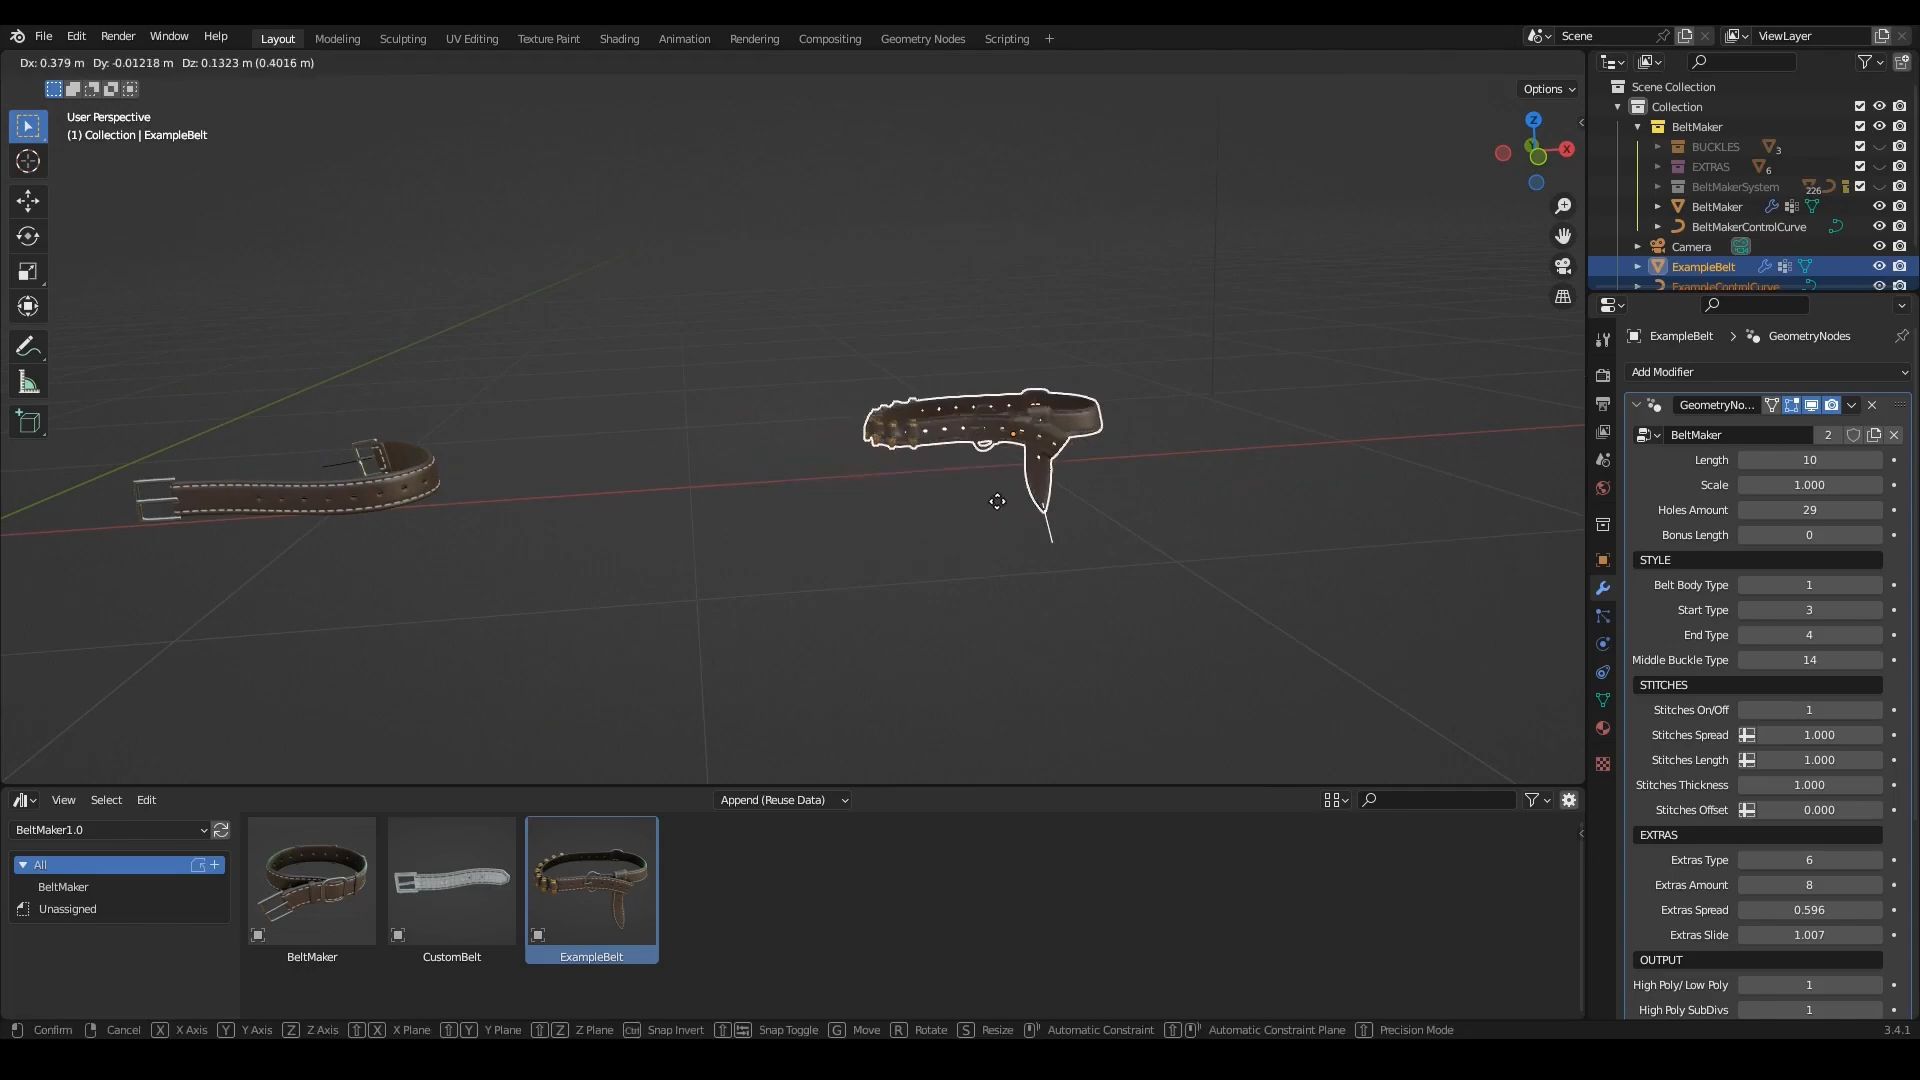 File Edit Render Window Help Layout Modeling Sculpting UV Editing Texture Paint Shading Animation Rendering Compositing Geometry Nodes Scripting Scene ViewLayer
Dx: 0.379 m Dy: -0.01218 m Dz: 0.1323 m (0.4016 m)
Options
User Perspective
(1) Collection | ExampleBelt
Z
X
Scene Collection
Collection
BeltMaker
BUCKLES 3
EXTRAS 6
BeltMakerSystem 226
BeltMaker
BeltMakerControlCurve
Camera
ExampleBelt
ExampleControlCurve
ExampleBelt > GeometryNodes
Add Modifier
GeometryNo...
BeltMaker 2
Length 10
Scale 1.000
Holes Amount 29
Bonus Length 0
STYLE
Belt Body Type 1
Start Type 3
End Type 4
Middle Buckle Type 14
STITCHES
Stitches On/Off 1
Stitches Spread 1.000
Stitches Length 1.000
Stitches Thickness 1.000
Stitches Offset 0.000
EXTRAS
Extras Type 6
Extras Amount 8
Extras Spread 0.596
Extras Slide 1.007
OUTPUT
High Poly/ Low Poly 1
High Poly SubDivs 1
View Select Edit Append (Reuse Data)
BeltMaker1.0
All
BeltMaker
Unassigned
BeltMaker CustomBelt ExampleBelt
Confirm Cancel X X Axis Y Y Axis Z Z Axis X X Plane Y Y Plane Z Z Plane Ctrl Snap Invert Snap Toggle G Move R Rotate S Resize Automatic Constraint Automatic Constraint Plane Precision Mode 3.4.1